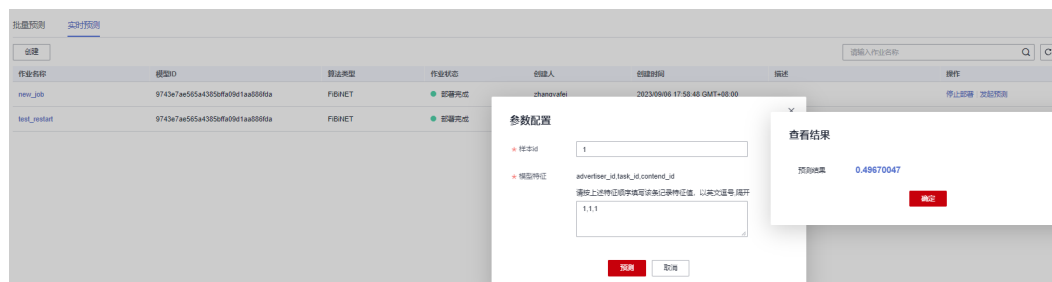 批量预测 实时预测
创建 请输入作业名称
作业名称 模型ID 算法类型 作业状态 创建人 创建时间 描述 操作
new_job 9743e7ae565a4385bffa09d1aa886fda FiBiNET 部署完成 zhangyafei 2023/09/06 17:58:48 GMT+08:00 停止部署 发起预测
test_restart 9743e7ae565a4385bffa09d1aa886fda FiBiNET 部署完成
参数配置
* 样本id 1
* 模型特征 advertiser_id,task_id,contend_id
请按上述特征顺序填写该条记录特征值，以英文逗号,隔开
1,1,1
预测 取消
查看结果
预测结果 0.49670047
确定